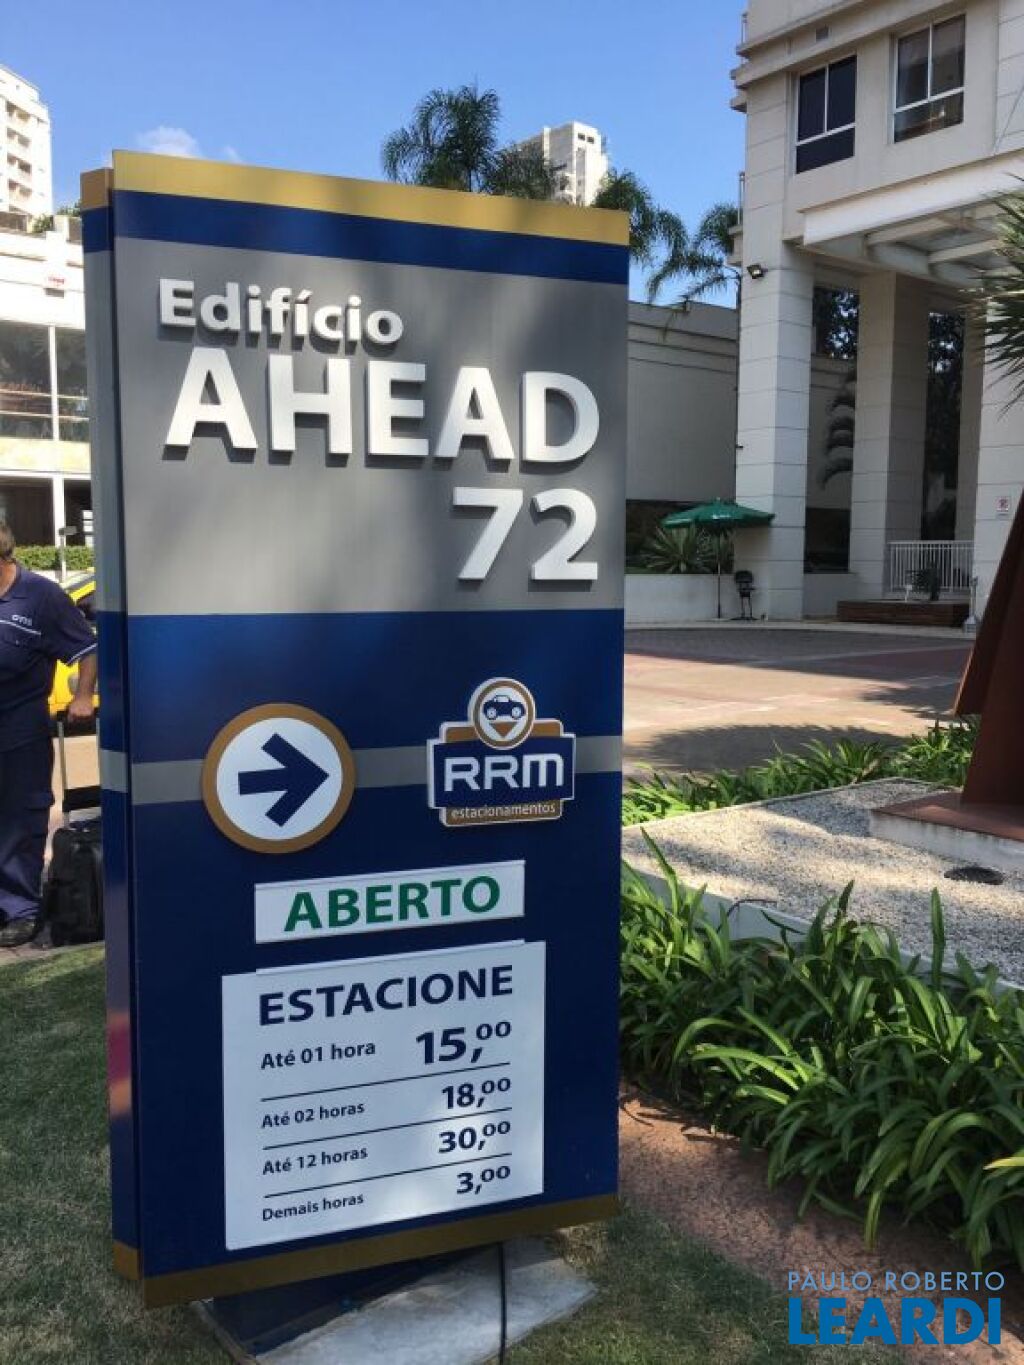 Edifício
AHEAD
72
RRM
estacionamentos
ABERTO
ESTACIONE
Até 01 hora 15,00
Até 02 horas 18,00
Até 12 horas 30,00
Demais horas 3,00
PAULO ROBERTO
LEARDI